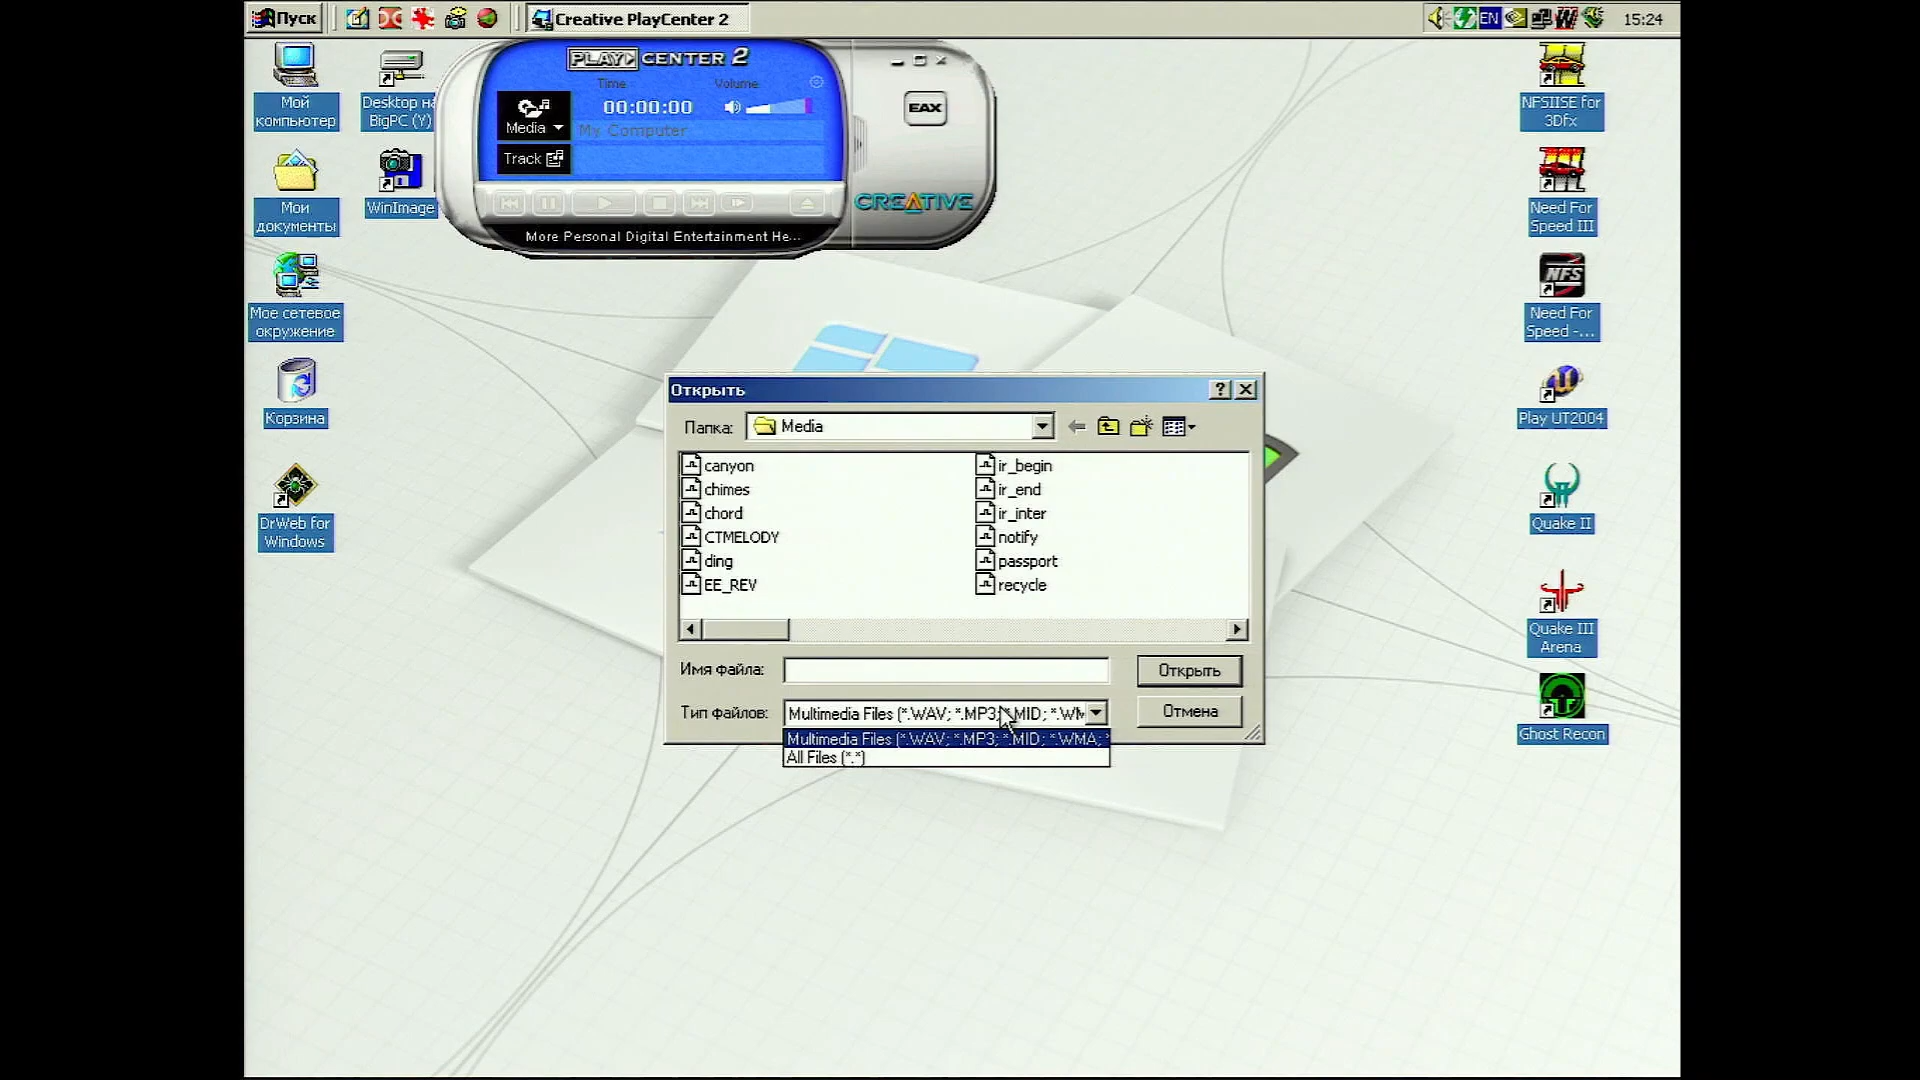 Пуск
Creative PlayCenter 2
EN
15:24
Мой
компьютер
Desktop на
BigPC (Y)
Мои
документы
WinImage
Мое сетевое
окружение
Корзина
DrWeb for
Windows
PLAY CENTER 2
Time
Volume
00:00:00
Media
My Computer
Track
EAX
CREATIVE
More Personal Digital Entertainment He...
Открыть
Папка:
Media
canyon
chimes
chord
CTMELODY
ding
EE_REV
ir_begin
ir_end
ir_inter
notify
passport
recycle
Имя файла:
Открыть
Тип файлов:
Multimedia Files (*.WAV; *.MP3; *.MID; *.WM
Отмена
Multimedia Files (*.WAV; *.MP3; *.MID; *.WMA; *
All Files (*.*)
NFSIISE for
3Dfx
Need For
Speed III
NFS
Need For
Speed -...
Play UT2004
Quake II
Quake III
Arena
Ghost Recon